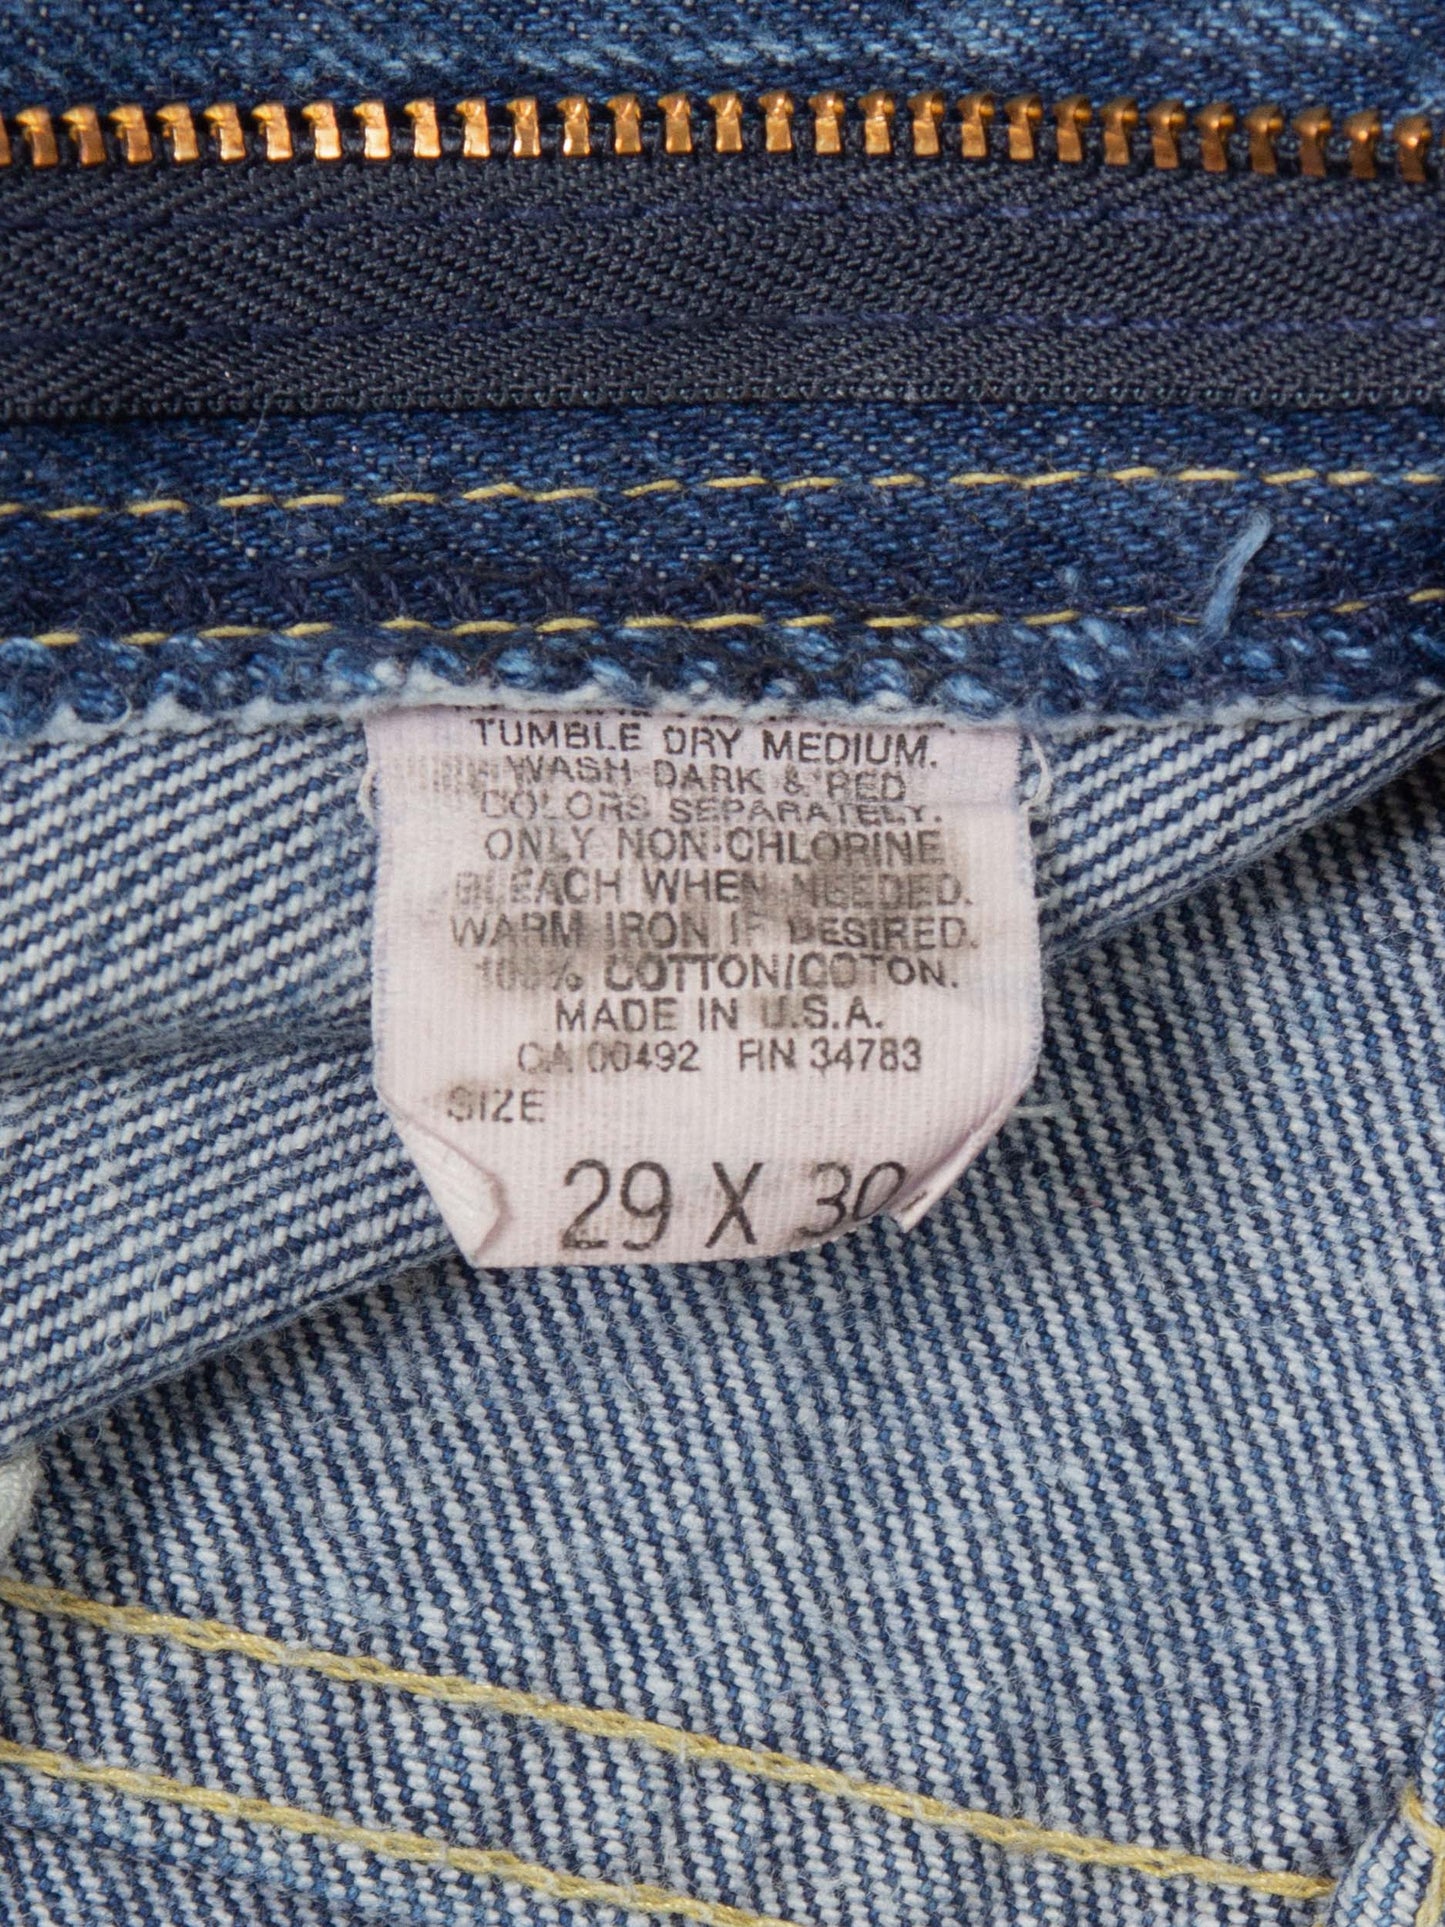 TUMBLE DRY MEDIUM.
WASH DARK & RED
COLORS SEPARATELY.
ONLY NON-CHLORINE
BLEACH WHEN NEEDED.
WARM IRON IF DESIRED.
100% COTTON/COTON.
MADE IN U.S.A.
CA 00492 RN 34783
SIZE
29 X 30